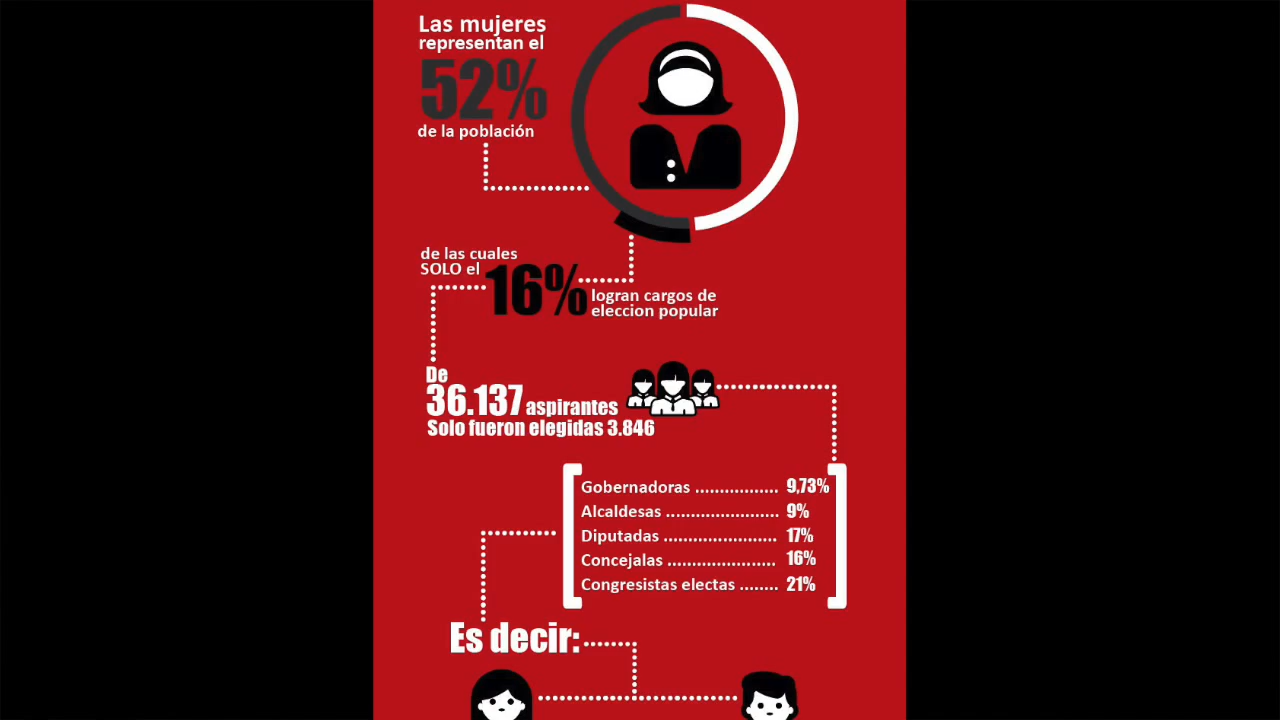 Las mujeres
representan el
52%
de la población
de las cuales
SOLO el
16%
logran cargos de
eleccion popular
De
36.137 aspirantes
Solo fueron elegidas 3.846
Gobernadoras ................. 9,73%
Alcaldesas ....................... 9%
Diputadas ....................... 17%
Concejalas ...................... 16%
Congresistas electas ........ 21%
Es decir: